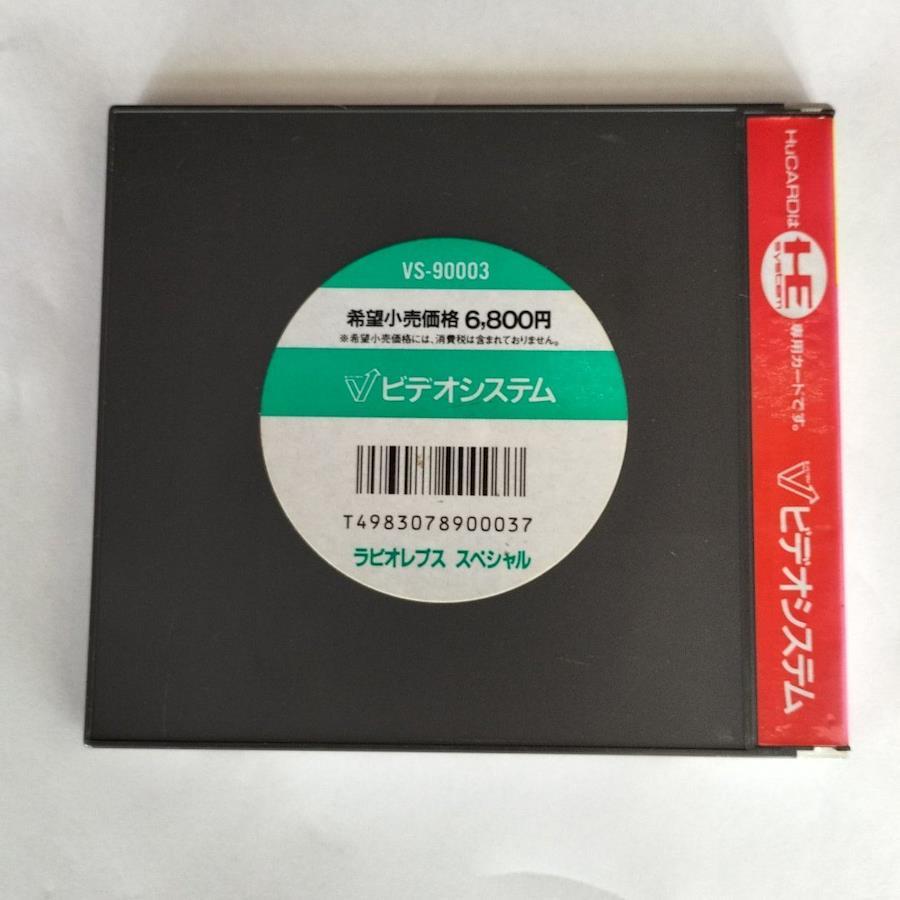 VS-90003
希望小売価格 6,800円
※希望小売価格には、消費税は含まれておりません。
ビデオシステム
T4983078900037
ラビオレプス スペシャル
HuCARDは
HE
system
専用カードです。
ビデオシステム